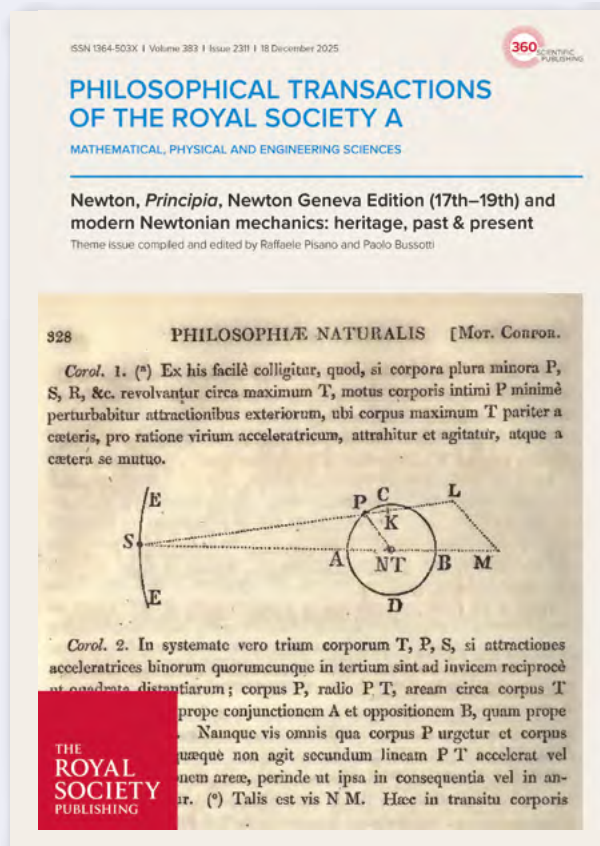 ISSN 1364-503X | Volume 383 | Issue 2311 | 18 December 2025
360
SCIENTIFIC
PUBLISHING
PHILOSOPHICAL TRANSACTIONS
OF THE ROYAL SOCIETY A
MATHEMATICAL, PHYSICAL AND ENGINEERING SCIENCES
Newton, Principia, Newton Geneva Edition (17th–19th) and
modern Newtonian mechanics: heritage, past & present
Theme issue compiled and edited by Raffaele Pisano and Paolo Bussotti
328 PHILOSOPHIÆ NATURALIS [Mot. Corpor.
Corol. 1. (ⁿ) Ex his facilè colligitur, quod, si corpora plura minora P,
S, R, &c. revolvantur circa maximum T, motus corporis intimi P minimè
perturbabitur attractionibus exteriorum, ubi corpus maximum T pariter a
cæteris, pro ratione virium acceleratricum, attrahitur et agitatur, atque a
cætera se mutuo.
E
P C L
K
S
A NT B M
E
D
Corol. 2. In systemate vero trium corporum T, P, S, si attractiones
acceleratrices binorum quorumcunque in tertium sint ad invicem reciprocè
ut quadrata distantiarum; corpus P, radio P T, aream circa corpus T
prope conjunctionem A et oppositionem B, quam prope
. Namque vis omnis qua corpus P urgetur et corpus
quæque non agit secundum lineam P T accelerat vel
nem areæ, perinde ut ipsa in consequentia vel in an-
r. (º) Talis est vis N M. Hæc in transitu corporis
THE
ROYAL
SOCIETY
PUBLISHING